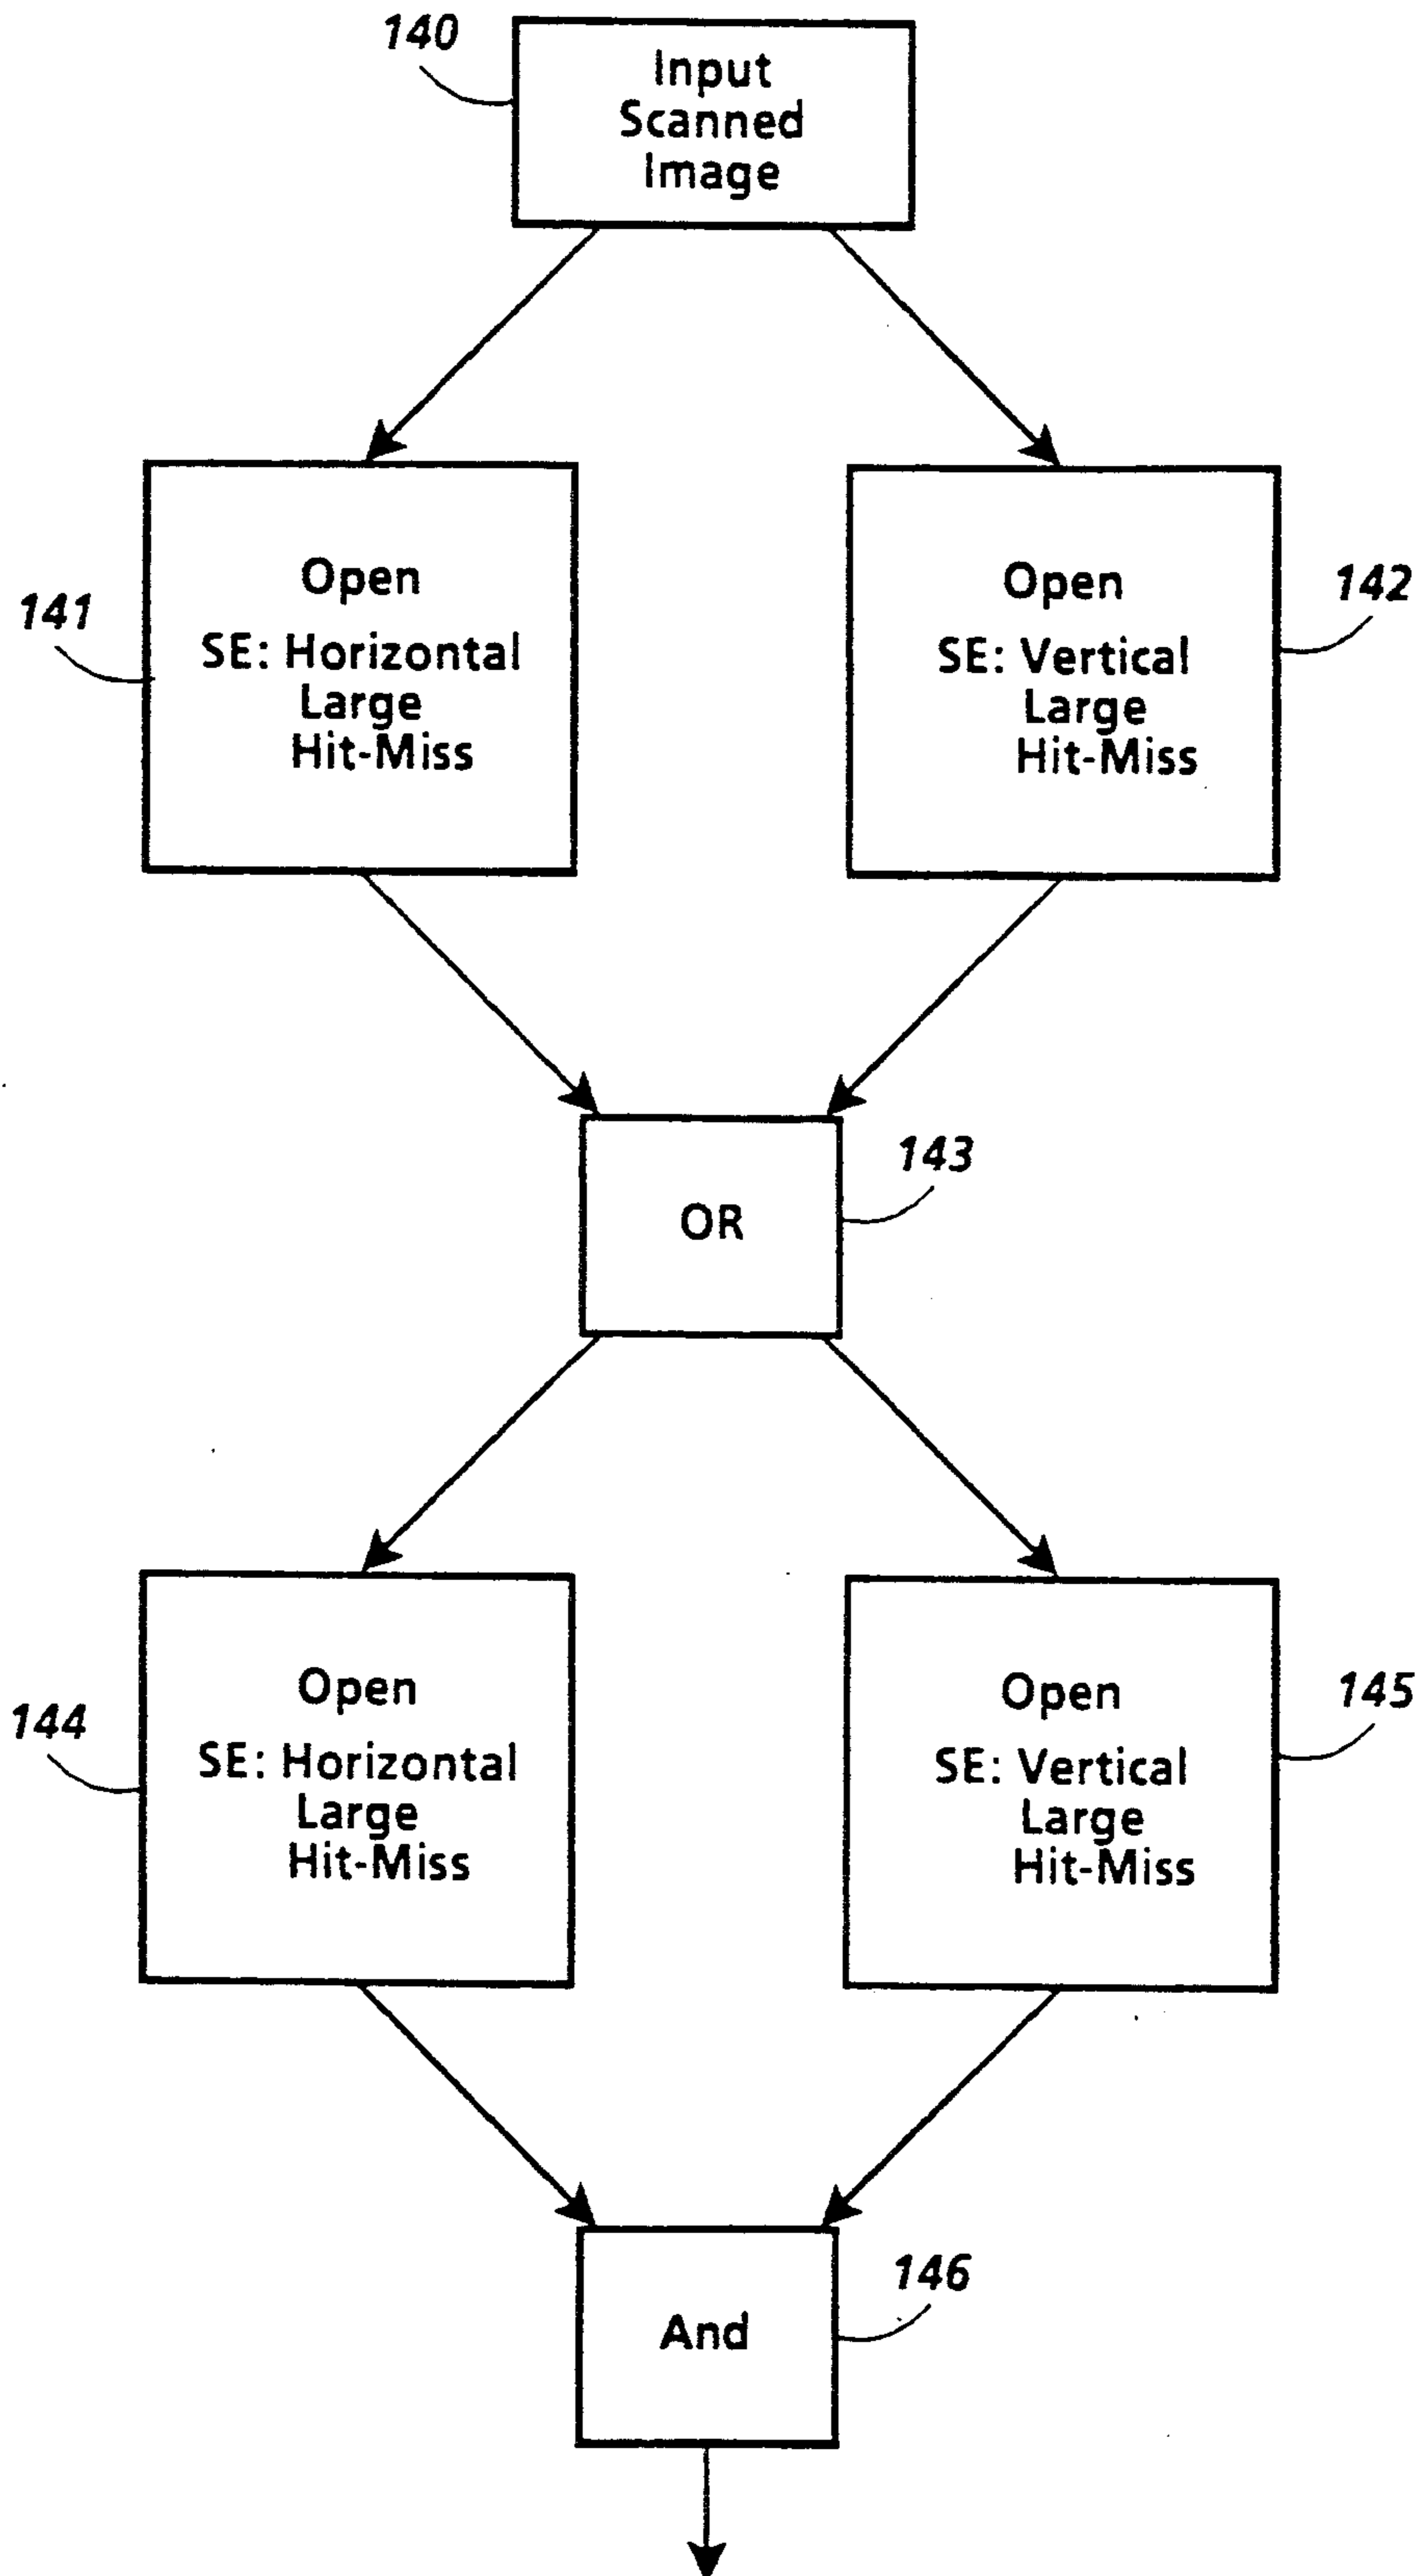 140
Input
Scanned
Image
141
Open
SE: Horizontal
Large
Hit-Miss
142
Open
SE: Vertical
Large
Hit-Miss
143
OR
144
Open
SE: Horizontal
Large
Hit-Miss
145
Open
SE: Vertical
Large
Hit-Miss
146
And